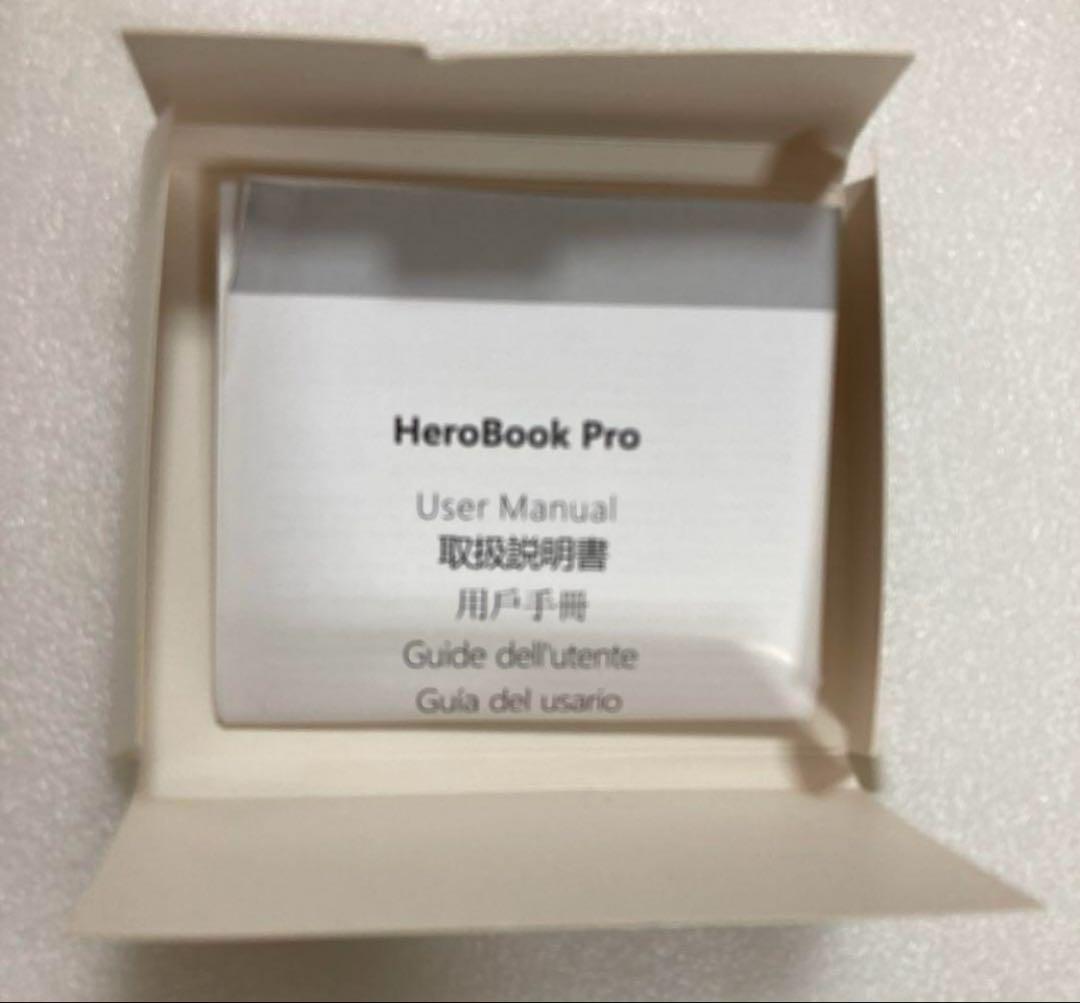 HeroBook Pro
User Manual
取扱説明書
用戶手冊
Guide dell'utente
Guía del usario